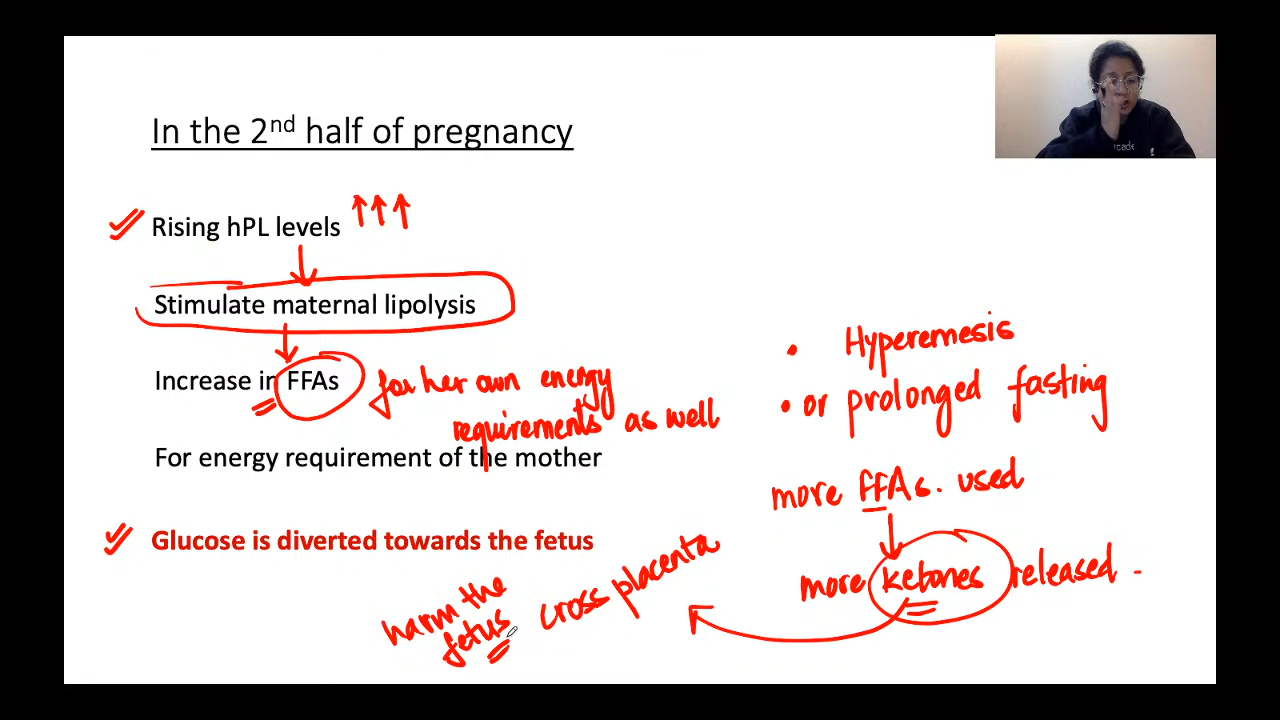 In the 2nd half of pregnancy
Rising hPL levels ↑↑↑
Stimulate maternal lipolysis
Increase in FFAs for her own energy
requirements as well
For energy requirement of the mother
Glucose is diverted towards the fetus
• Hyperemesis
• or prolonged fasting
more FFAs. used
more ketones released.
cross placenta
harm the
fetus